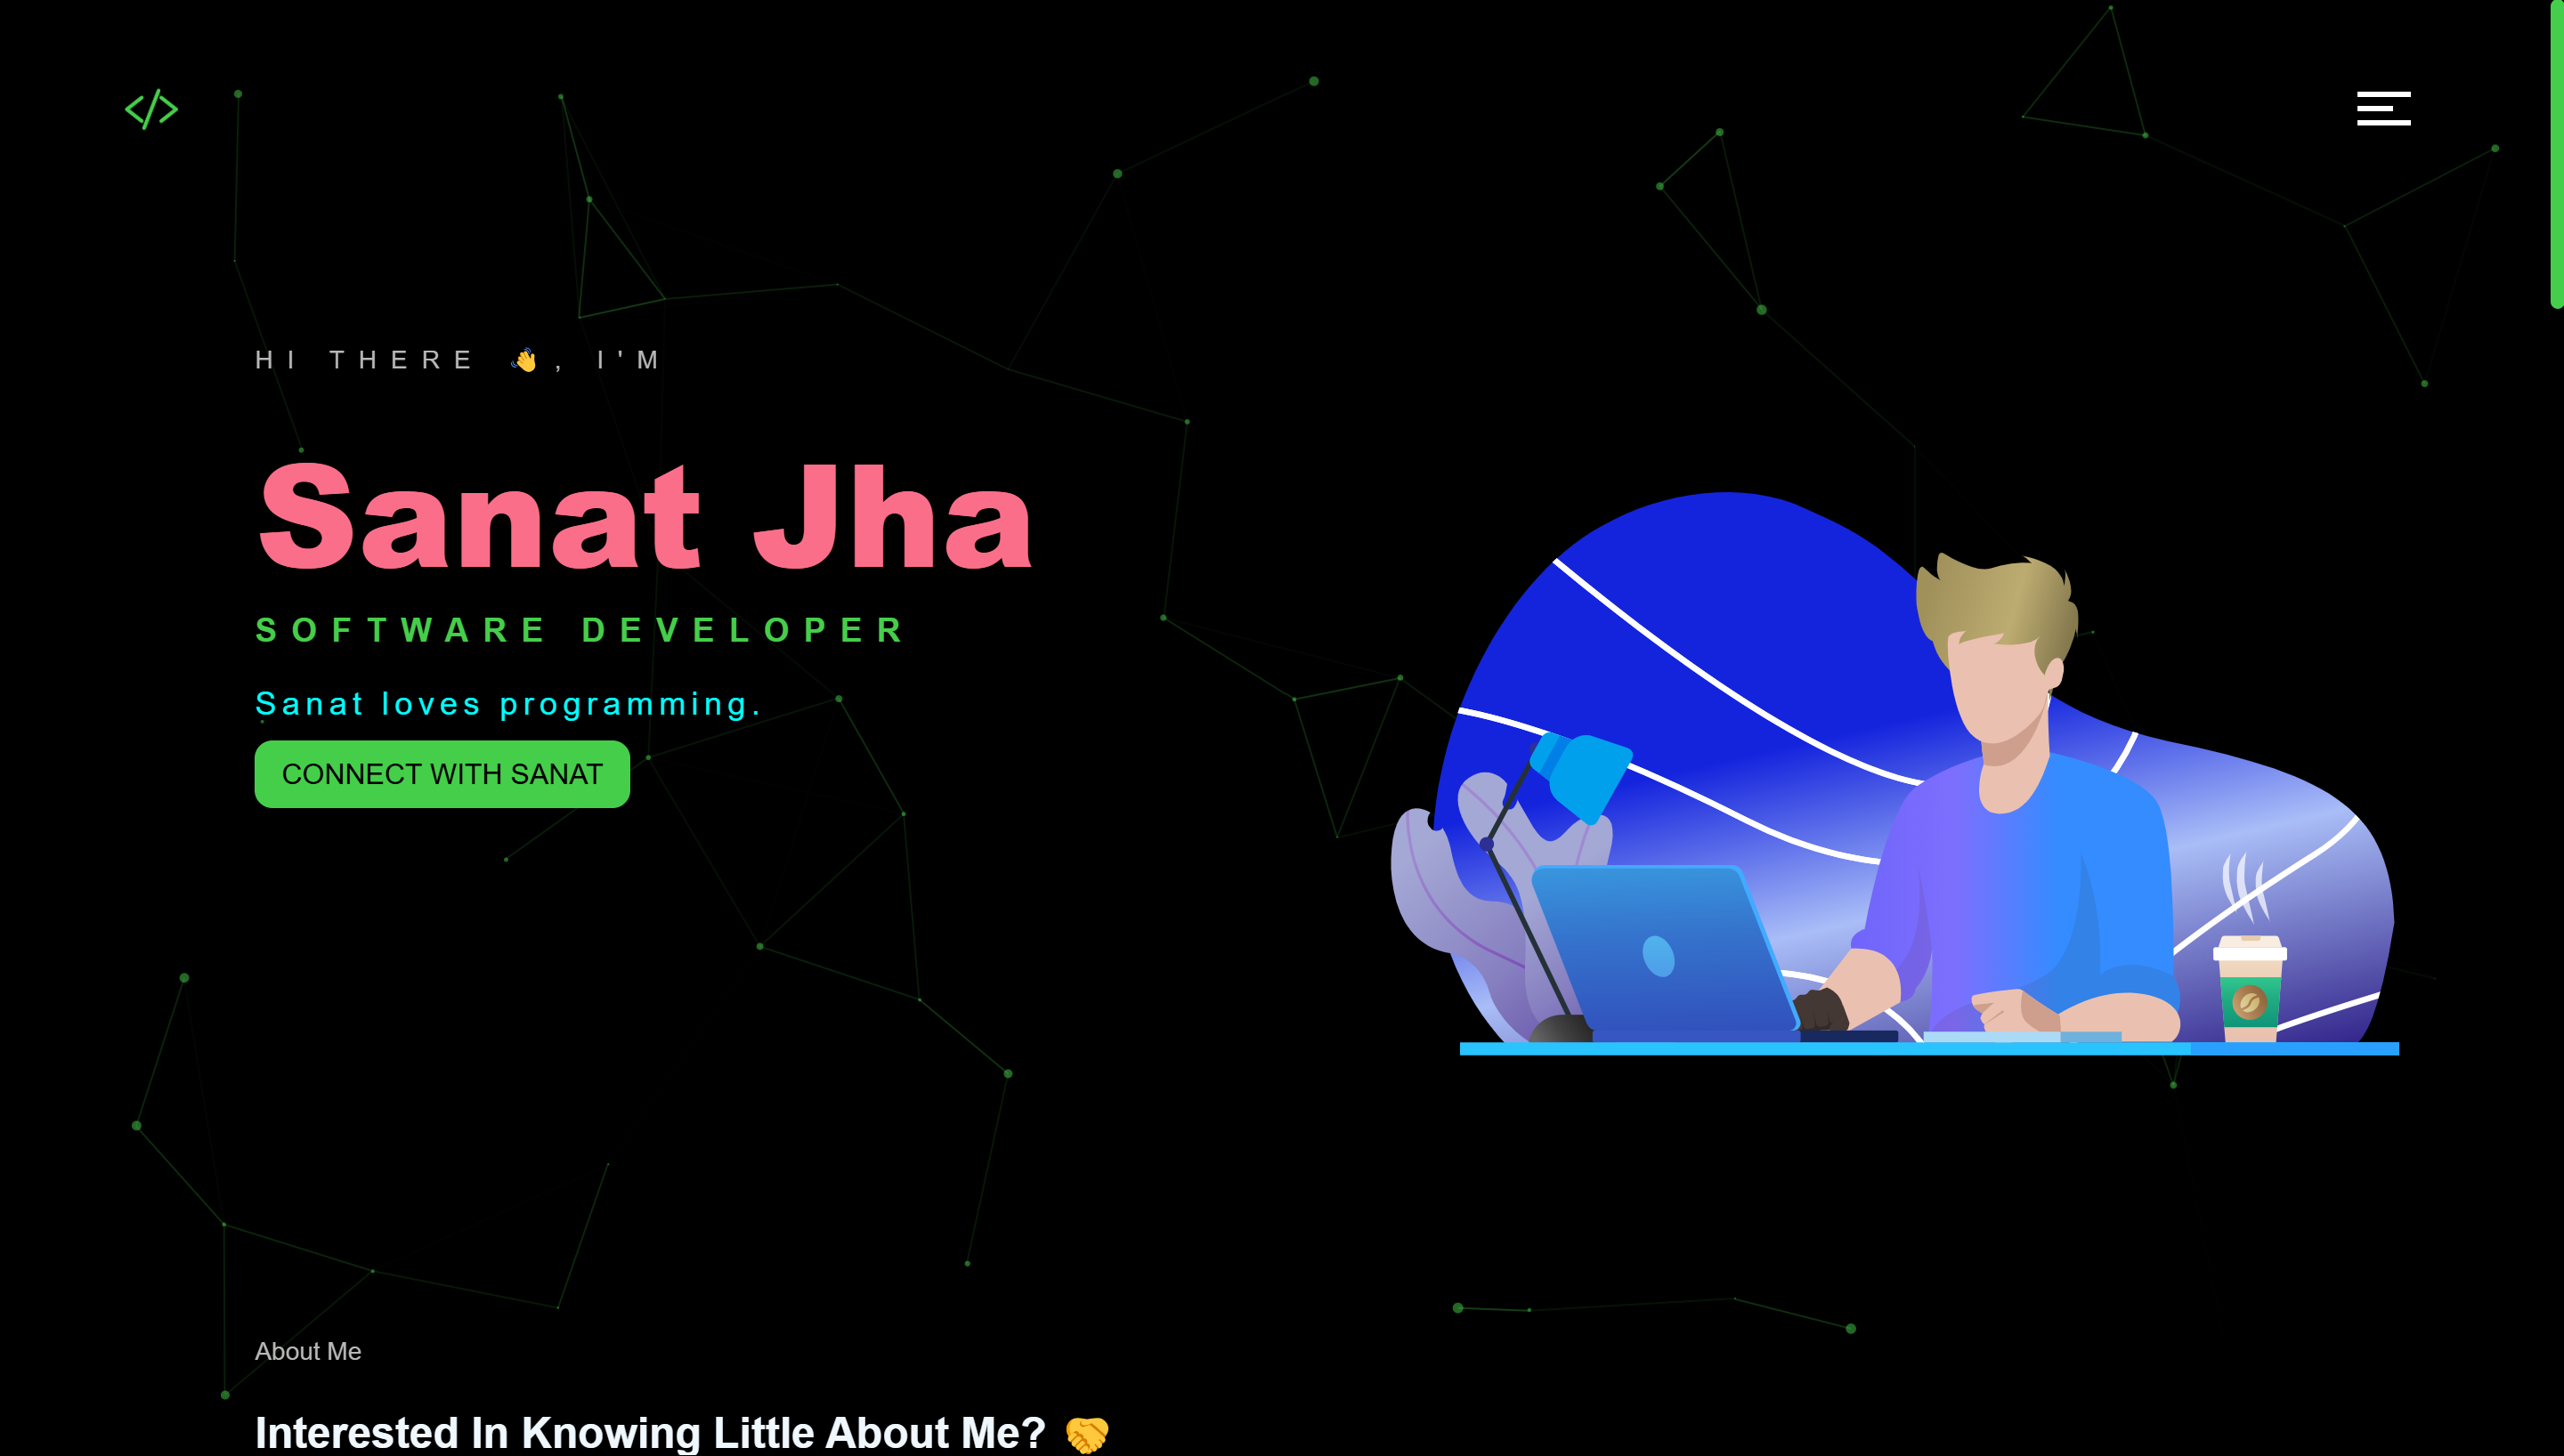 HI THERE 👋, I'M
Sanat Jha
SOFTWARE DEVELOPER
Sanat loves programming.
CONNECT WITH SANAT
About Me
Interested In Knowing Little About Me? 🤝